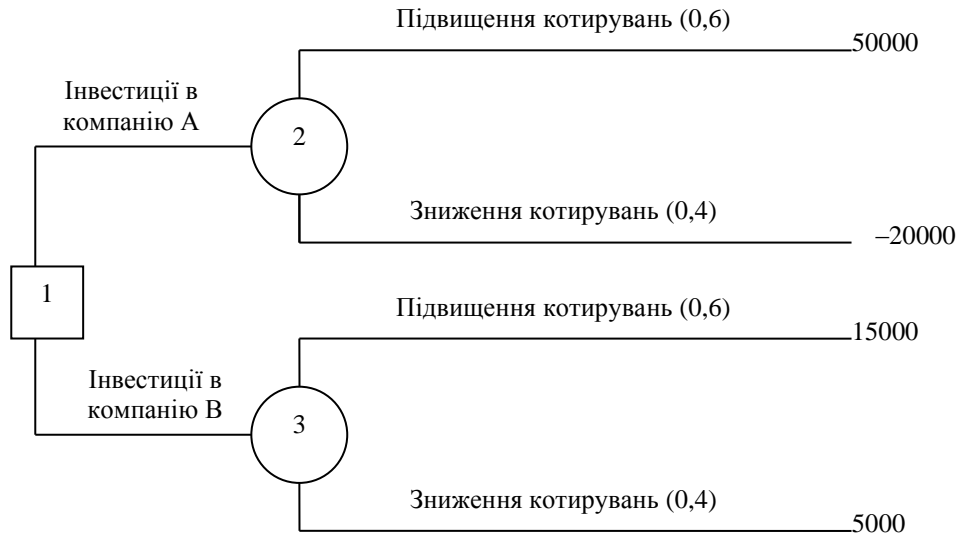 Підвищення котирувань (0,6)
50000
Інвестиції в
компанію А
2
Зниження котирувань (0,4)
–20000
1
Підвищення котирувань (0,6)
15000
Інвестиції в
компанію В
3
Зниження котирувань (0,4)
5000